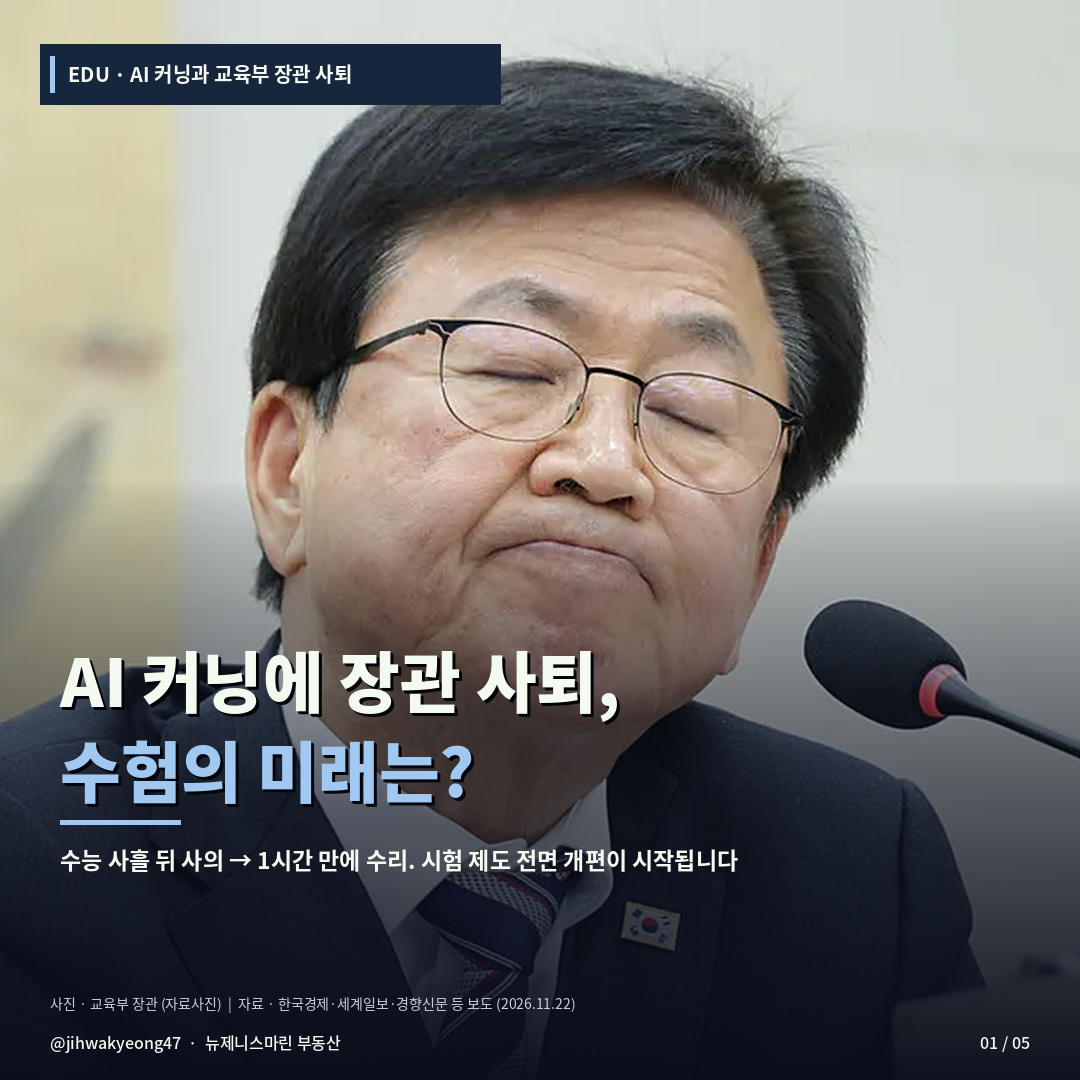 EDU · AI 커닝과 교육부 장관 사퇴
AI 커닝에 장관 사퇴,
수험의 미래는?
수능 사흘 뒤 사의 → 1시간 만에 수리. 시험 제도 전면 개편이 시작됩니다
사진 · 교육부 장관 (자료사진) | 자료 · 한국경제·세계일보·경향신문 등 보도 (2026.11.22)
@jihwakyeong47 · 뉴제니스마린 부동산
01 / 05